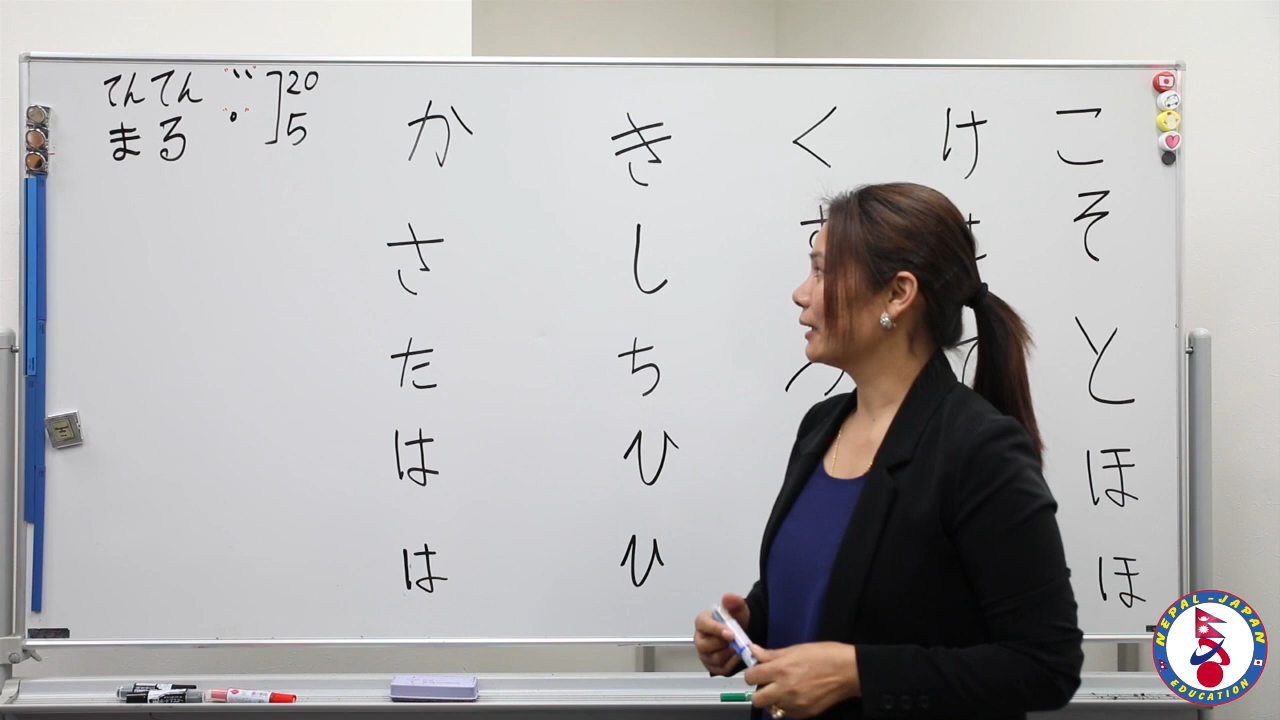 てんてん ゛ 20
まる ゜ 5
か き く け こ
さ し そ
た ち つ と
は ひ ほ
は ひ ほ
NEPAL-JAPAN
EDUCATION